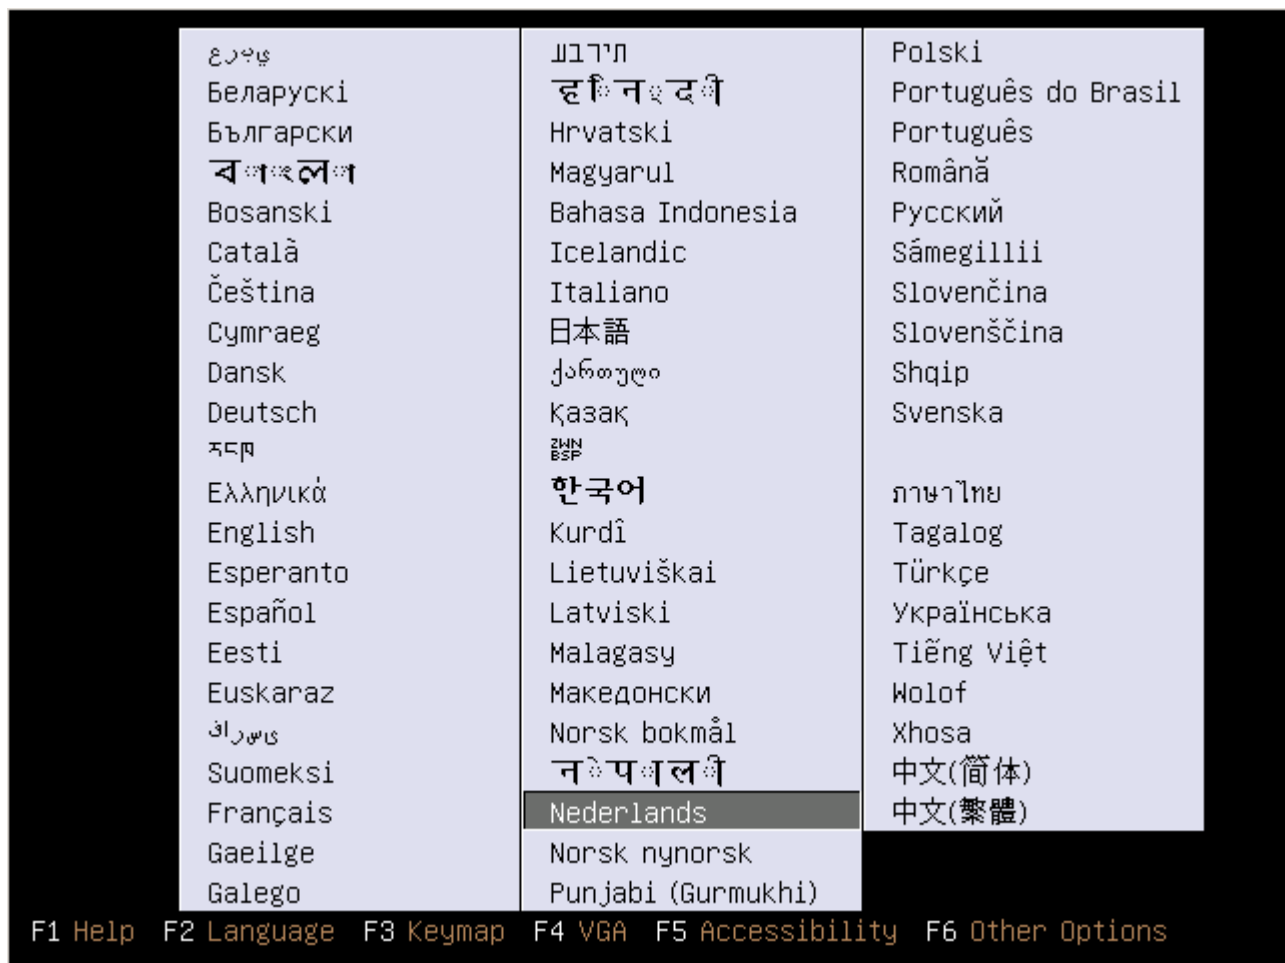 عربي
Беларускі
Български
বাংলা
Bosanski
Català
Čeština
Cymraeg
Dansk
Deutsch
Ελληνικά
English
Esperanto
Español
Eesti
Euskaraz
فارسی
Suomeksi
Français
Gaeilge
Galego
עברית
हिन्दी
Hrvatski
Magyarul
Bahasa Indonesia
Icelandic
Italiano
日本語
ქართული
Қазақ
ZWN BSP
한국어
Kurdî
Lietuviškai
Latviski
Malagasy
Македонски
Norsk bokmål
नेपाली
Nederlands
Norsk nynorsk
Punjabi (Gurmukhi)
Polski
Português do Brasil
Português
Română
Русский
Sámegillii
Slovenčina
Slovenščina
Shqip
Svenska
ภาษาไทย
Tagalog
Türkçe
Українська
Tiếng Việt
Wolof
Xhosa
中文(简体)
中文(繁體)
F1 Help F2 Language F3 Keymap F4 VGA F5 Accessibility F6 Other Options